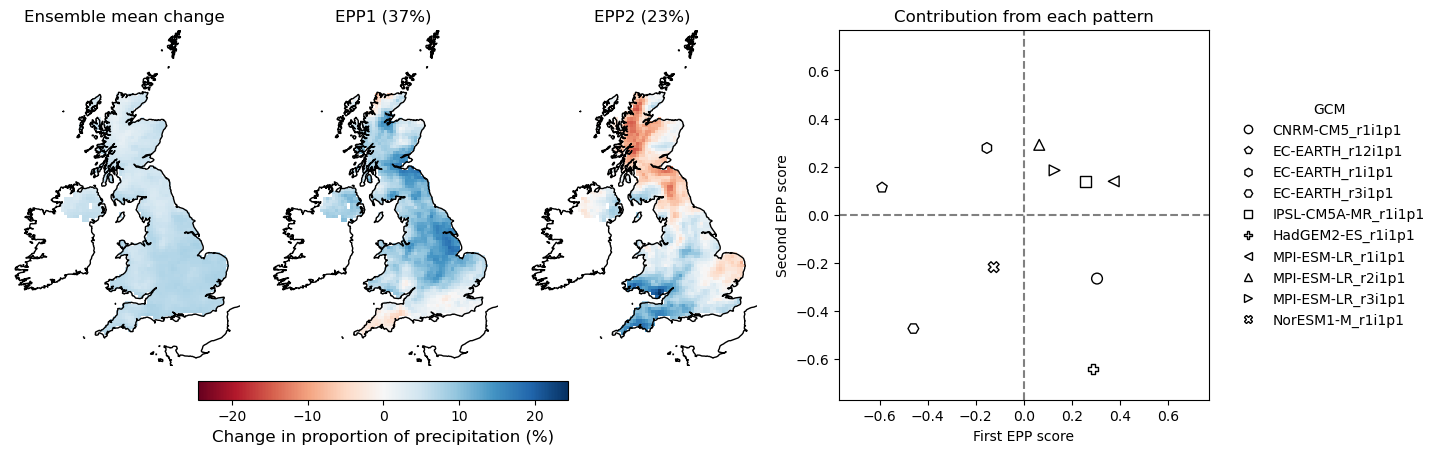 Ensemble mean change
EPP1 (37%)
EPP2 (23%)
Contribution from each pattern
−20 −10 0 10 20
Change in proportion of precipitation (%)
Second EPP score
0.6
0.4
0.2
0.0
−0.2
−0.4
−0.6
−0.6 −0.4 −0.2 0.0 0.2 0.4 0.6
First EPP score
GCM
CNRM-CM5_r1i1p1
EC-EARTH_r12i1p1
EC-EARTH_r1i1p1
EC-EARTH_r3i1p1
IPSL-CM5A-MR_r1i1p1
HadGEM2-ES_r1i1p1
MPI-ESM-LR_r1i1p1
MPI-ESM-LR_r2i1p1
MPI-ESM-LR_r3i1p1
NorESM1-M_r1i1p1